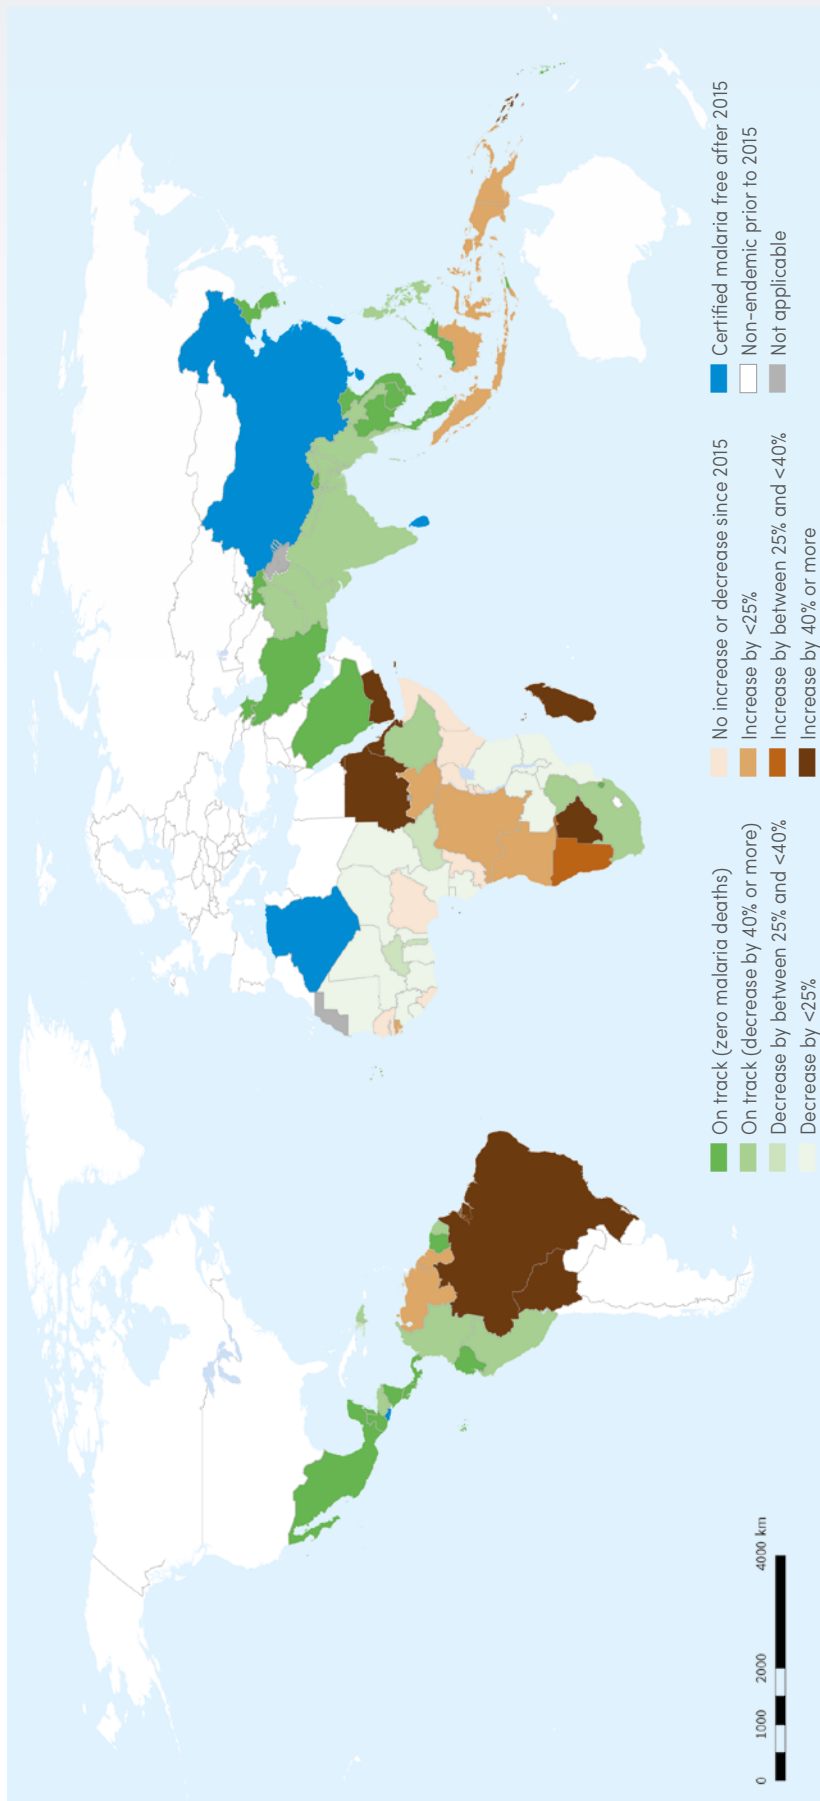 On track (zero malaria deaths)
On track (decrease by 40% or more)
Decrease by between 25% and <40%
Decrease by <25%
No increase or decrease since 2015
Increase by <25%
Increase by between 25% and <40%
Increase by 40% or more
Certified malaria free after 2015
Non-endemic prior to 2015
Not applicable
0 1000 2000 4000 km